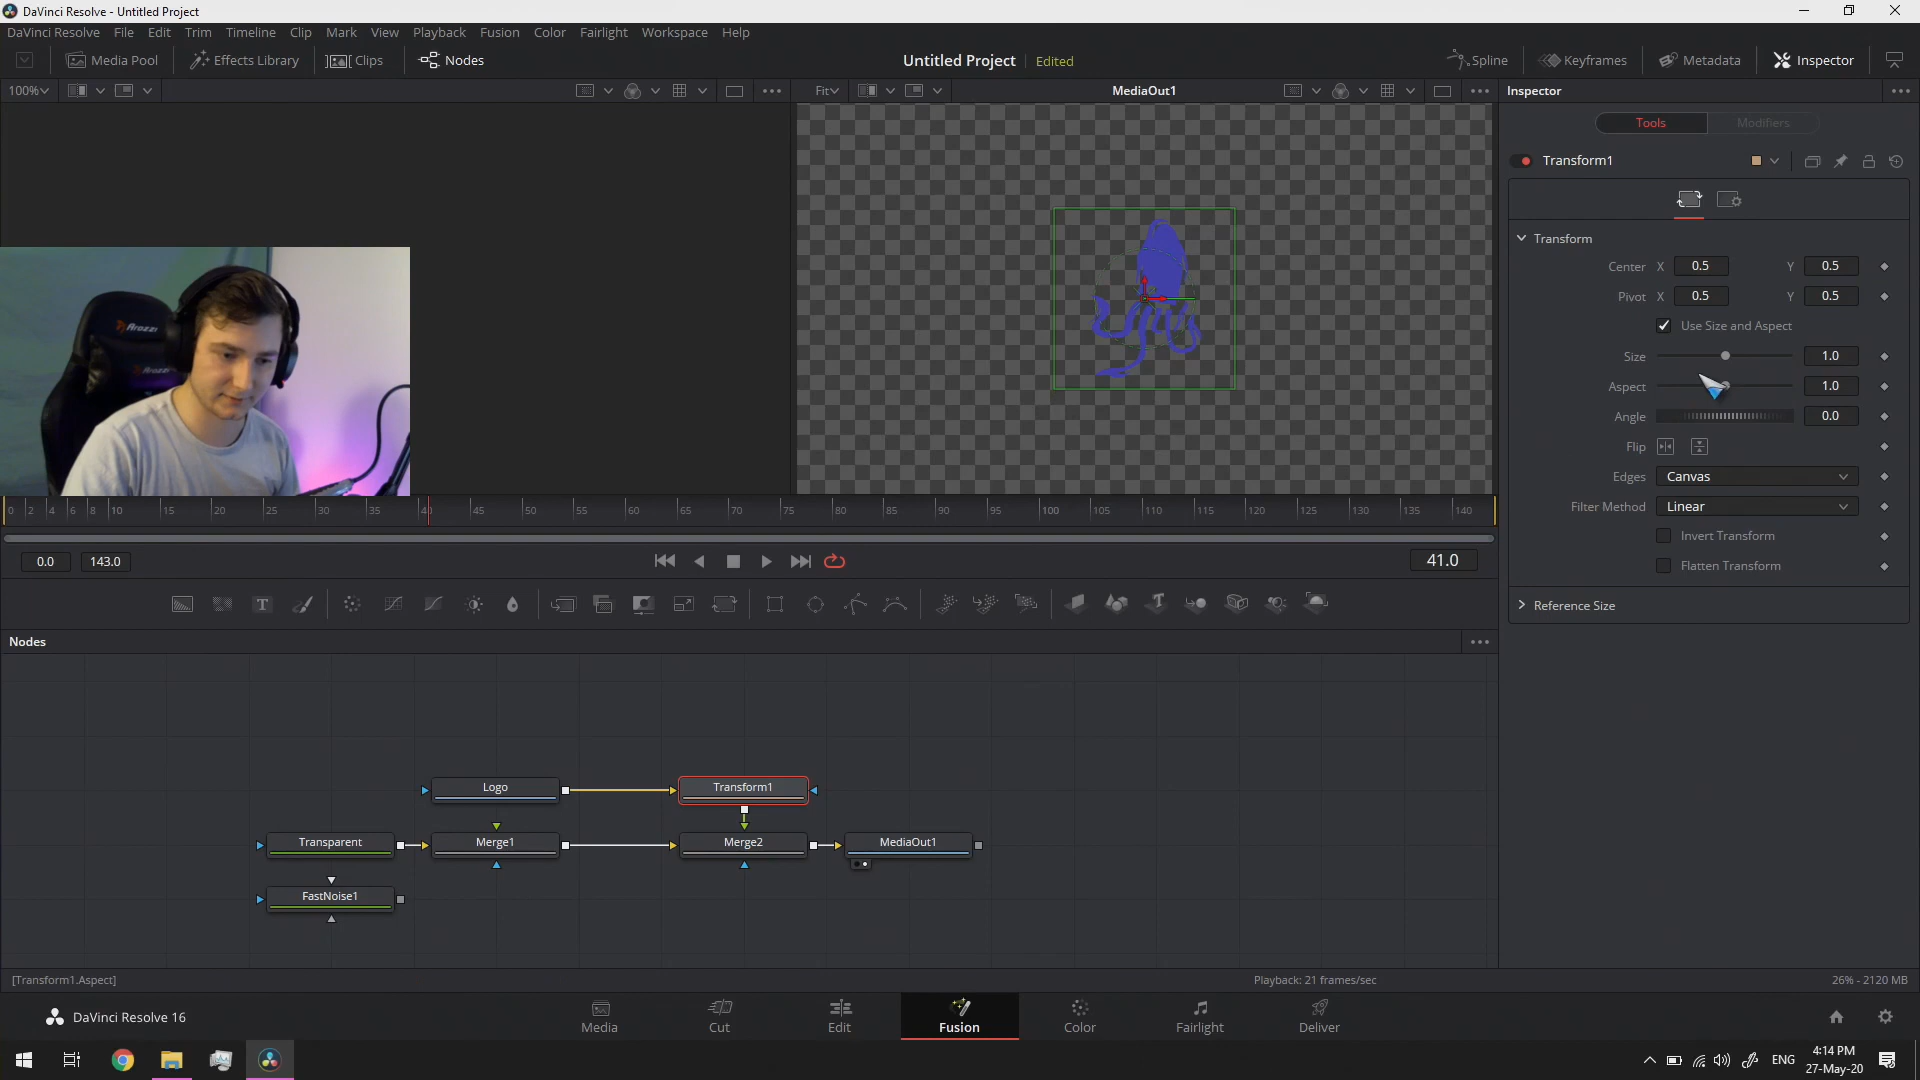 DaVinci Resolve - Untitled Project
DaVinci Resolve File Edit Trim Timeline Clip Mark View Playback Fusion Color Fairlight Workspace Help
Media Pool Effects Library Clips Nodes Untitled Project Edited Spline Keyframes Metadata Inspector
100% Fit MediaOut1 Inspector
Tools Modifiers
Transform1
Transform
Center X 0.5 Y 0.5
Pivot X 0.5 Y 0.5
Use Size and Aspect
Size 1.0
Aspect 1.0
Angle 0.0
Flip
Edges Canvas
Filter Method Linear
Invert Transform
Flatten Transform
Reference Size
AROZZI
0 2 4 6 8 10 15 20 25 30 35 45 50 55 60 65 70 75 80 85 90 95 100 105 110 115 120 125 130 135 140
0.0 143.0 41.0
Nodes
Logo Transform1
Transparent Merge1 Merge2 MediaOut1
FastNoise1
[Transform1.Aspect] Playback: 21 frames/sec 26% - 2120 MB
DaVinci Resolve 16 Media Cut Edit Fusion Color Fairlight Deliver
ENG 4:14 PM
27-May-20